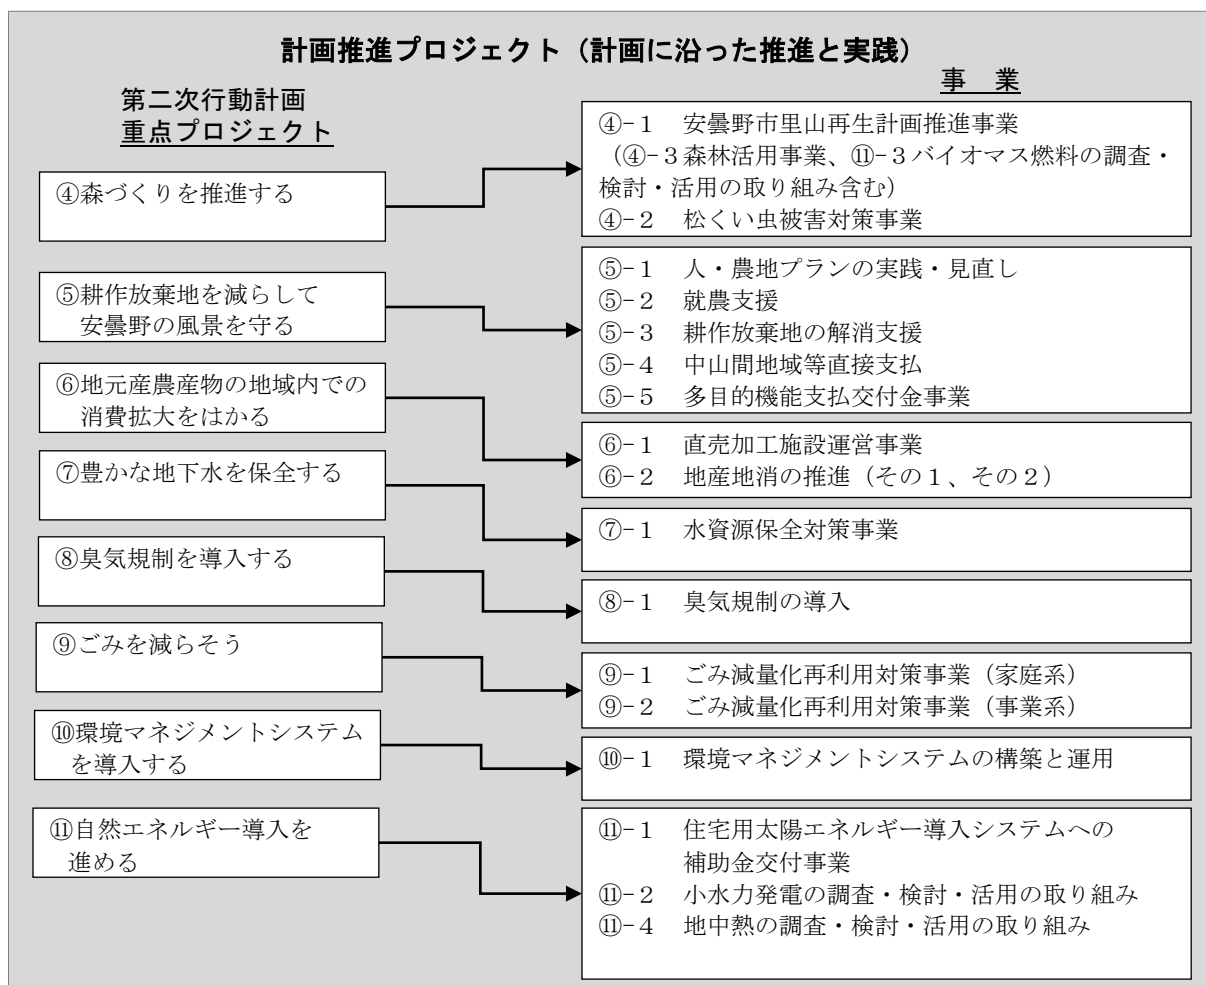 計画推進プロジェクト（計画に沿った推進と実践）
事　業
第二次行動計画
重点プロジェクト
④森づくりを推進する
④-１　安曇野市里山再生計画推進事業
（④-３森林活用事業、⑪-３バイオマス燃料の調査・
検討・活用の取り組み含む）
④-２　松くい虫被害対策事業
⑤耕作放棄地を減らして
安曇野の風景を守る
⑤-１　人・農地プランの実践・見直し
⑤-２　就農支援
⑤-３　耕作放棄地の解消支援
⑤-４　中山間地域等直接支払
⑤-５　多目的機能支払交付金事業
⑥地元産農産物の地域内での
消費拡大をはかる
⑥-１　直売加工施設運営事業
⑥-２　地産地消の推進（その１、その２）
⑦豊かな地下水を保全する
⑦-１　水資源保全対策事業
⑧臭気規制を導入する
⑧-１　臭気規制の導入
⑨ごみを減らそう
⑨-１　ごみ減量化再利用対策事業（家庭系）
⑨-２　ごみ減量化再利用対策事業（事業系）
⑩環境マネジメントシステム
を導入する
⑩-１　環境マネジメントシステムの構築と運用
⑪自然エネルギー導入を
進める
⑪-１　住宅用太陽エネルギー導入システムへの
補助金交付事業
⑪-２　小水力発電の調査・検討・活用の取り組み
⑪-４　地中熱の調査・検討・活用の取り組み